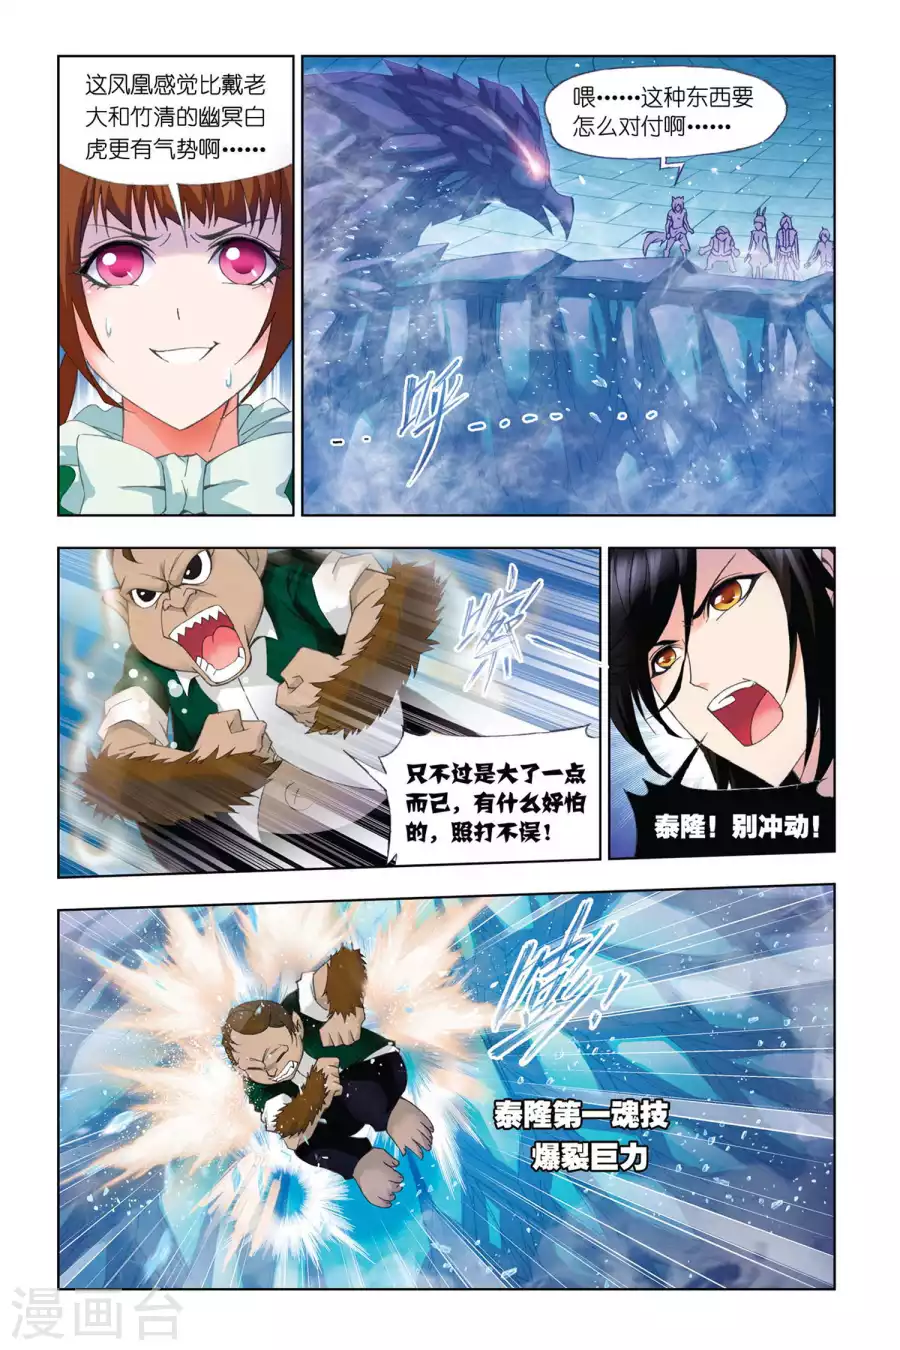 这凤凰感觉比戴老
大和竹清的幽冥白
虎更有气势啊……
喂……这种东西要
怎么对付啊……
呼
嚓
只不过是大了一点
而已，有什么好怕
的，照打不误！
泰隆！别冲动！
嘭！
泰隆第一魂技
爆裂巨力
漫画台